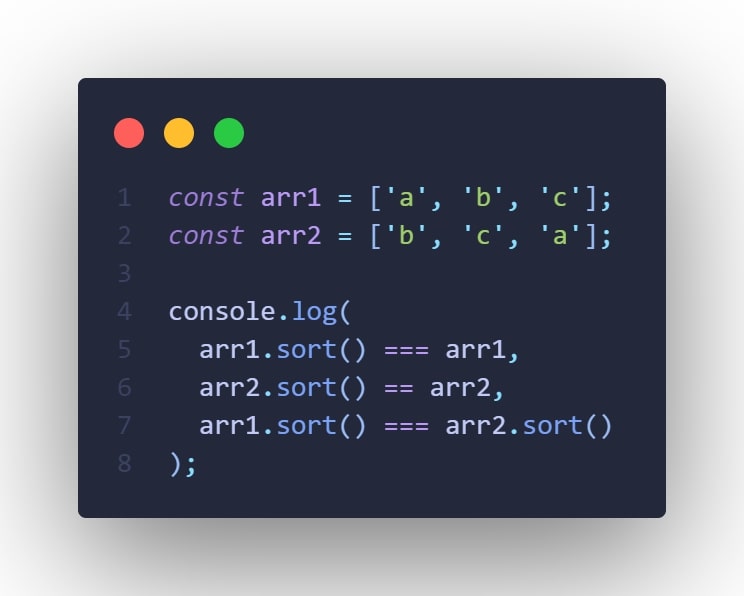 1 const arr1 = ['a', 'b', 'c'];
2 const arr2 = ['b', 'c', 'a'];
3
4 console.log(
5   arr1.sort() === arr1,
6   arr2.sort() == arr2,
7   arr1.sort() === arr2.sort()
8 );